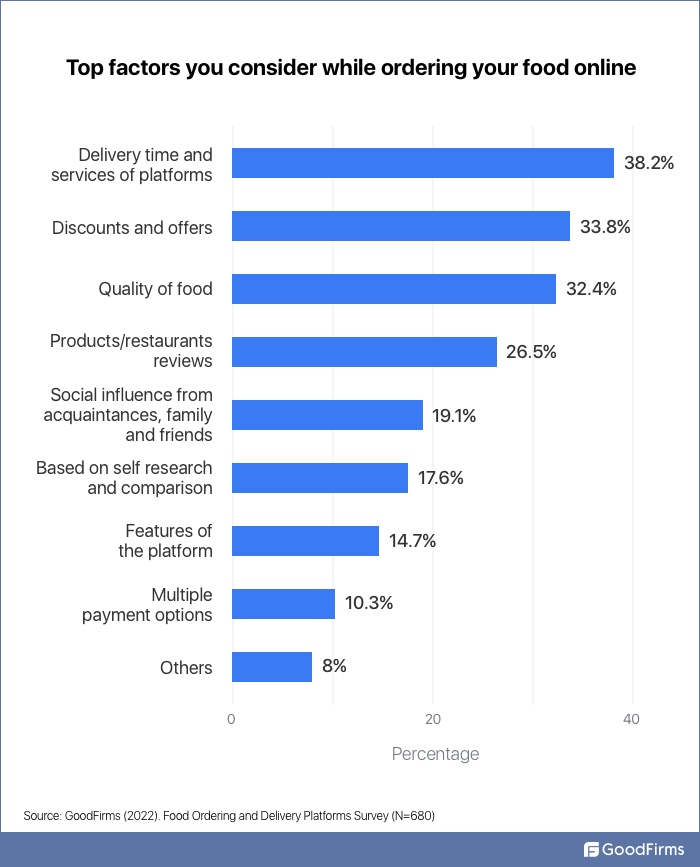 Top factors you consider while ordering your food online
Delivery time and
services of platforms
38.2%
Discounts and offers
33.8%
Quality of food
32.4%
Products/restaurants
reviews
26.5%
Social influence from
acquaintances, family
and friends
19.1%
Based on self research
and comparison
17.6%
Features of
the platform
14.7%
Multiple
payment options
10.3%
Others
8%
0
20
40
Percentage
Source: GoodFirms (2022). Food Ordering and Delivery Platforms Survey (N=680)
GoodFirms